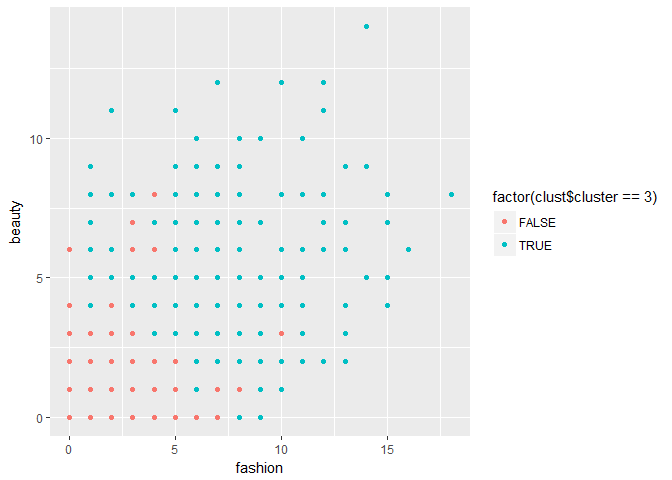 beauty
10
5
0
0
5
10
15
fashion
factor(clust$cluster == 3)
FALSE
TRUE